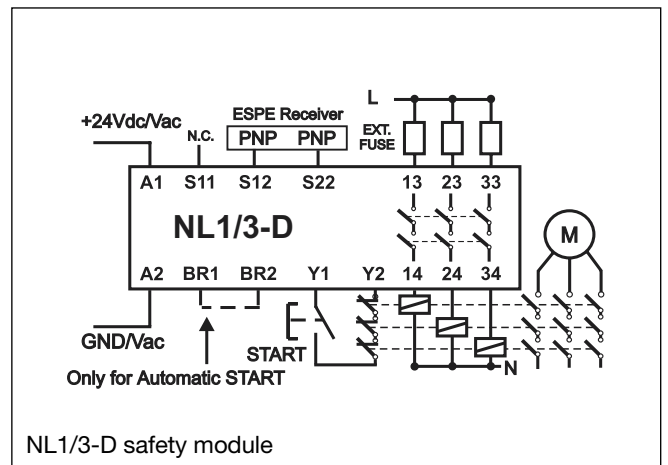 L
+24Vdc/Vac
N.C.
ESPE Receiver
PNP PNP
EXT.
FUSE
A1 S11 S12 S22 13 23 33
NL1/3-D
M
A2 BR1 BR2 Y1 Y2 14 24 34
GND/Vac
START
N
Only for Automatic START
NL1/3-D safety module